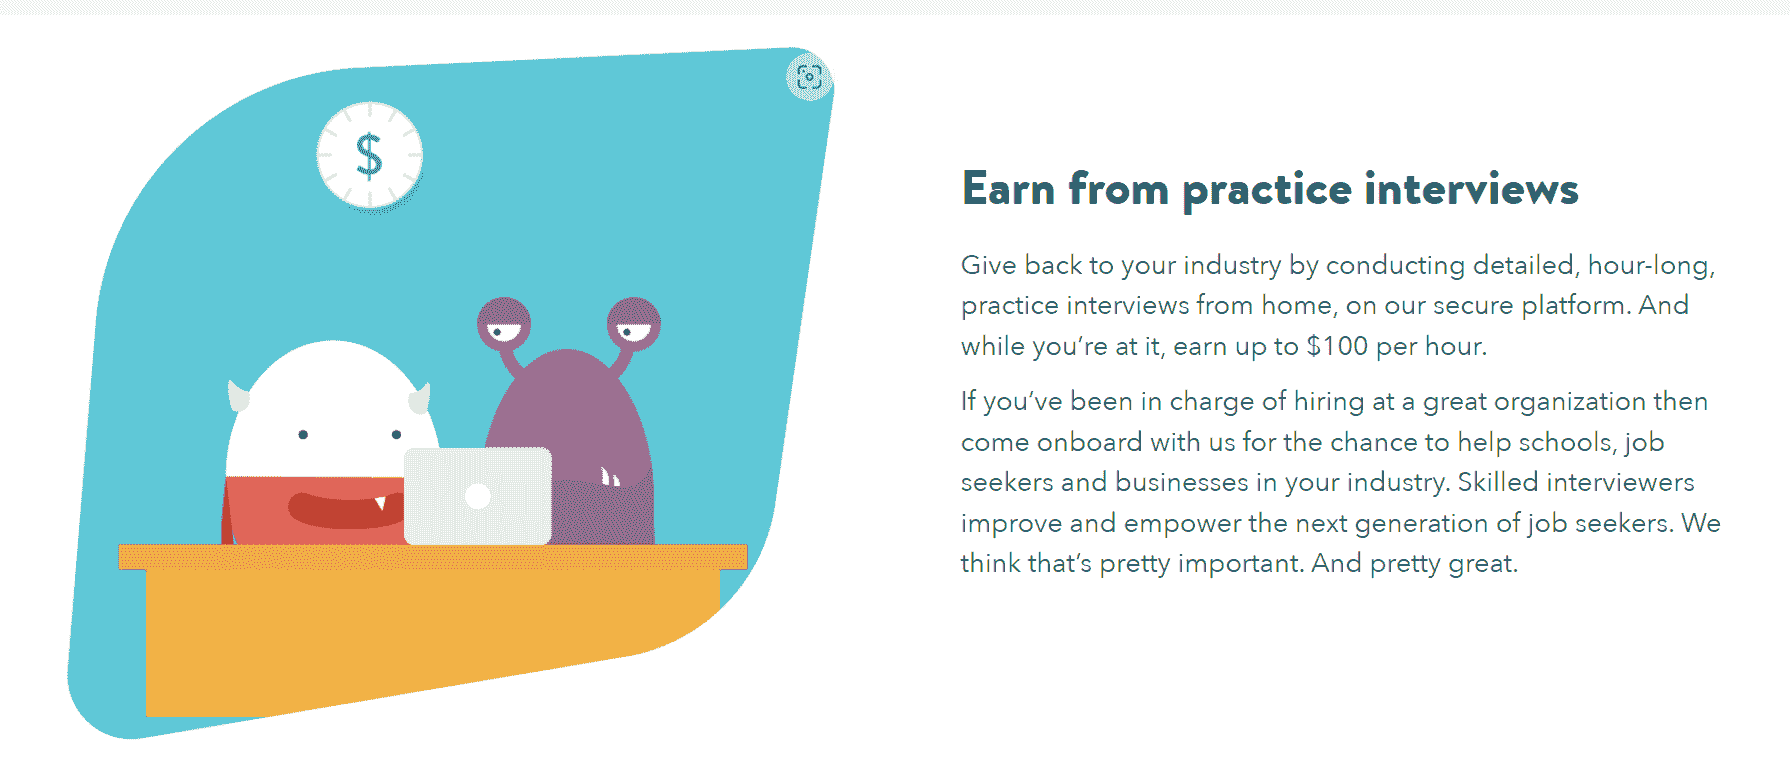 $
Earn from practice interviews
Give back to your industry by conducting detailed, hour-long,
practice interviews from home, on our secure platform. And
while you’re at it, earn up to $100 per hour.
If you’ve been in charge of hiring at a great organization then
come onboard with us for the chance to help schools, job
seekers and businesses in your industry. Skilled interviewers
improve and empower the next generation of job seekers. We
think that’s pretty important. And pretty great.